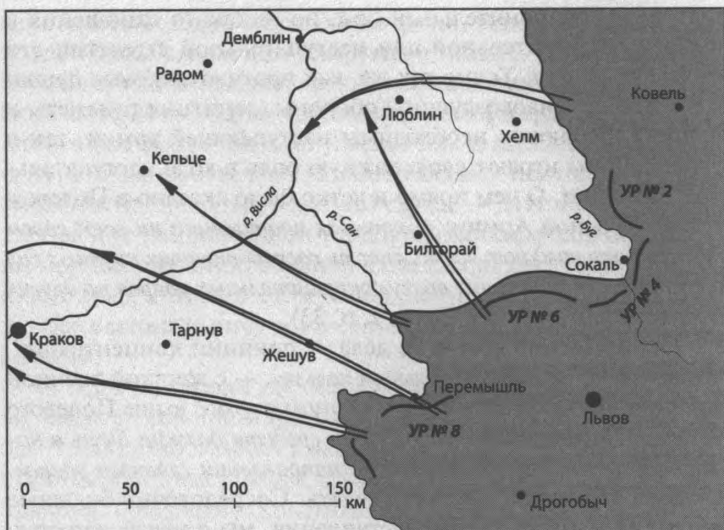 Демблин
Радом
Люблин
Ковель
Хелм
Кельце
УР № 2
р. Висла
р. Сан
р. Буг
Билгорай
Сокаль
УР № 4
УР № 6
Краков
Тарнув
Жешув
Перемышль
Львов
УР № 8
0 50 100 150
км
Дрогобыч